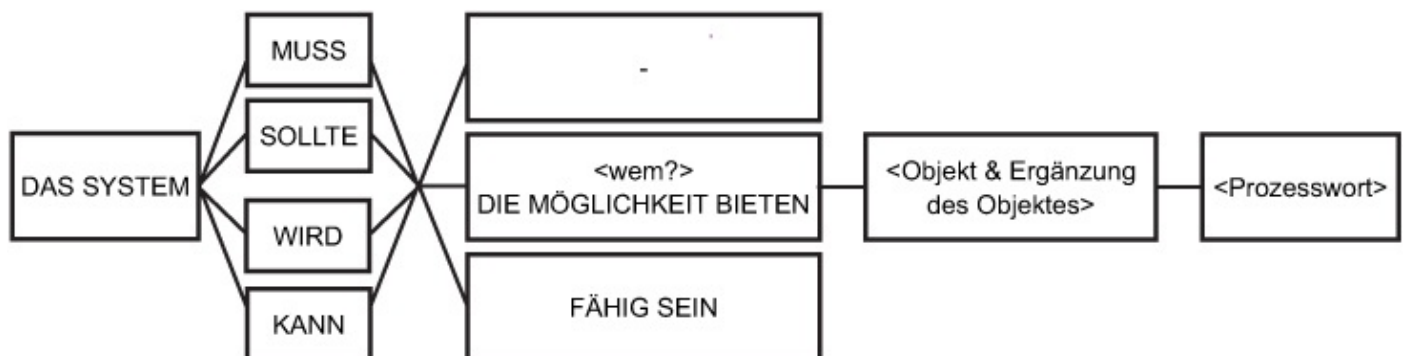 DAS SYSTEM
MUSS
SOLLTE
WIRD
KANN
-
<wem?>
DIE MÖGLICHKEIT BIETEN
FÄHIG SEIN
<Objekt & Ergänzung
des Objektes>
<Prozesswort>